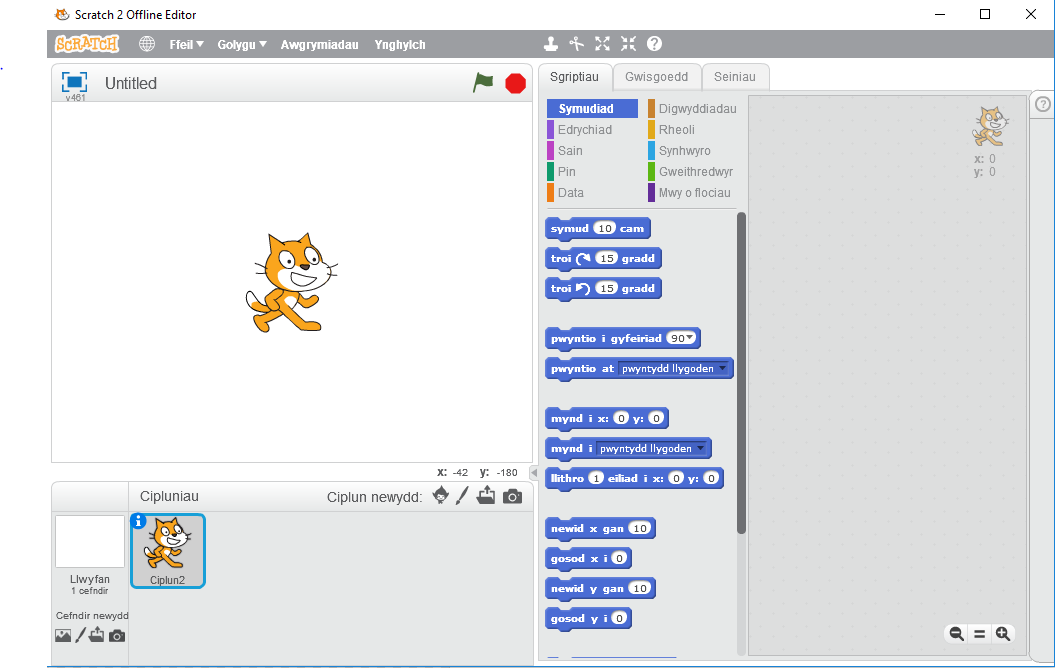 Scratch 2 Offline Editor
SCRATCH Ffeil Golygu Awgrymiadau Ynghylch
v461 Untitled
Sgriptiau Gwisgoedd Seiniau
Symudiad Digwyddiadau
Edrychiad Rheoli
Sain Synhwyro
Pin Gweithredwyr
Data Mwy o flociau
x: 0
y: 0
symud 10 cam
troi 15 gradd
troi 15 gradd
pwyntio i gyfeiriad 90
pwyntio at pwyntydd llygoden
mynd i x: 0 y: 0
mynd i pwyntydd llygoden
llithro 1 eiliad i x: 0 y: 0
newid x gan 10
gosod x i 0
newid y gan 10
gosod y i 0
x: -42 y: -180
Cipluniau Ciplun newydd:
Llwyfan
1 cefndir
Cefndir newydd
Ciplun2